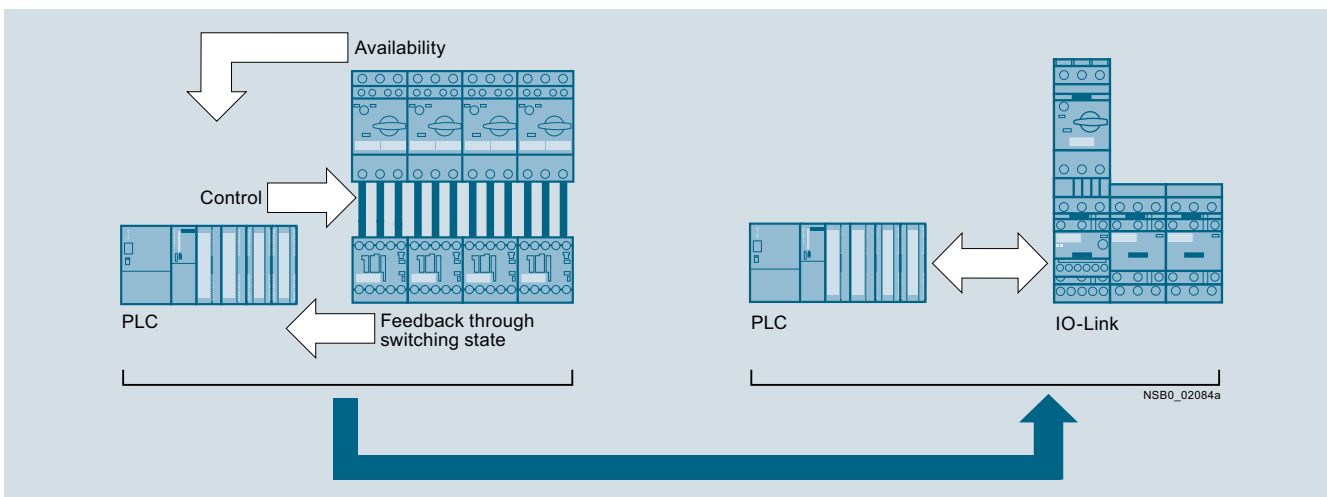 Availability
Control
PLC
Feedback through
switching state
PLC
IO-Link
NSB0_02084a